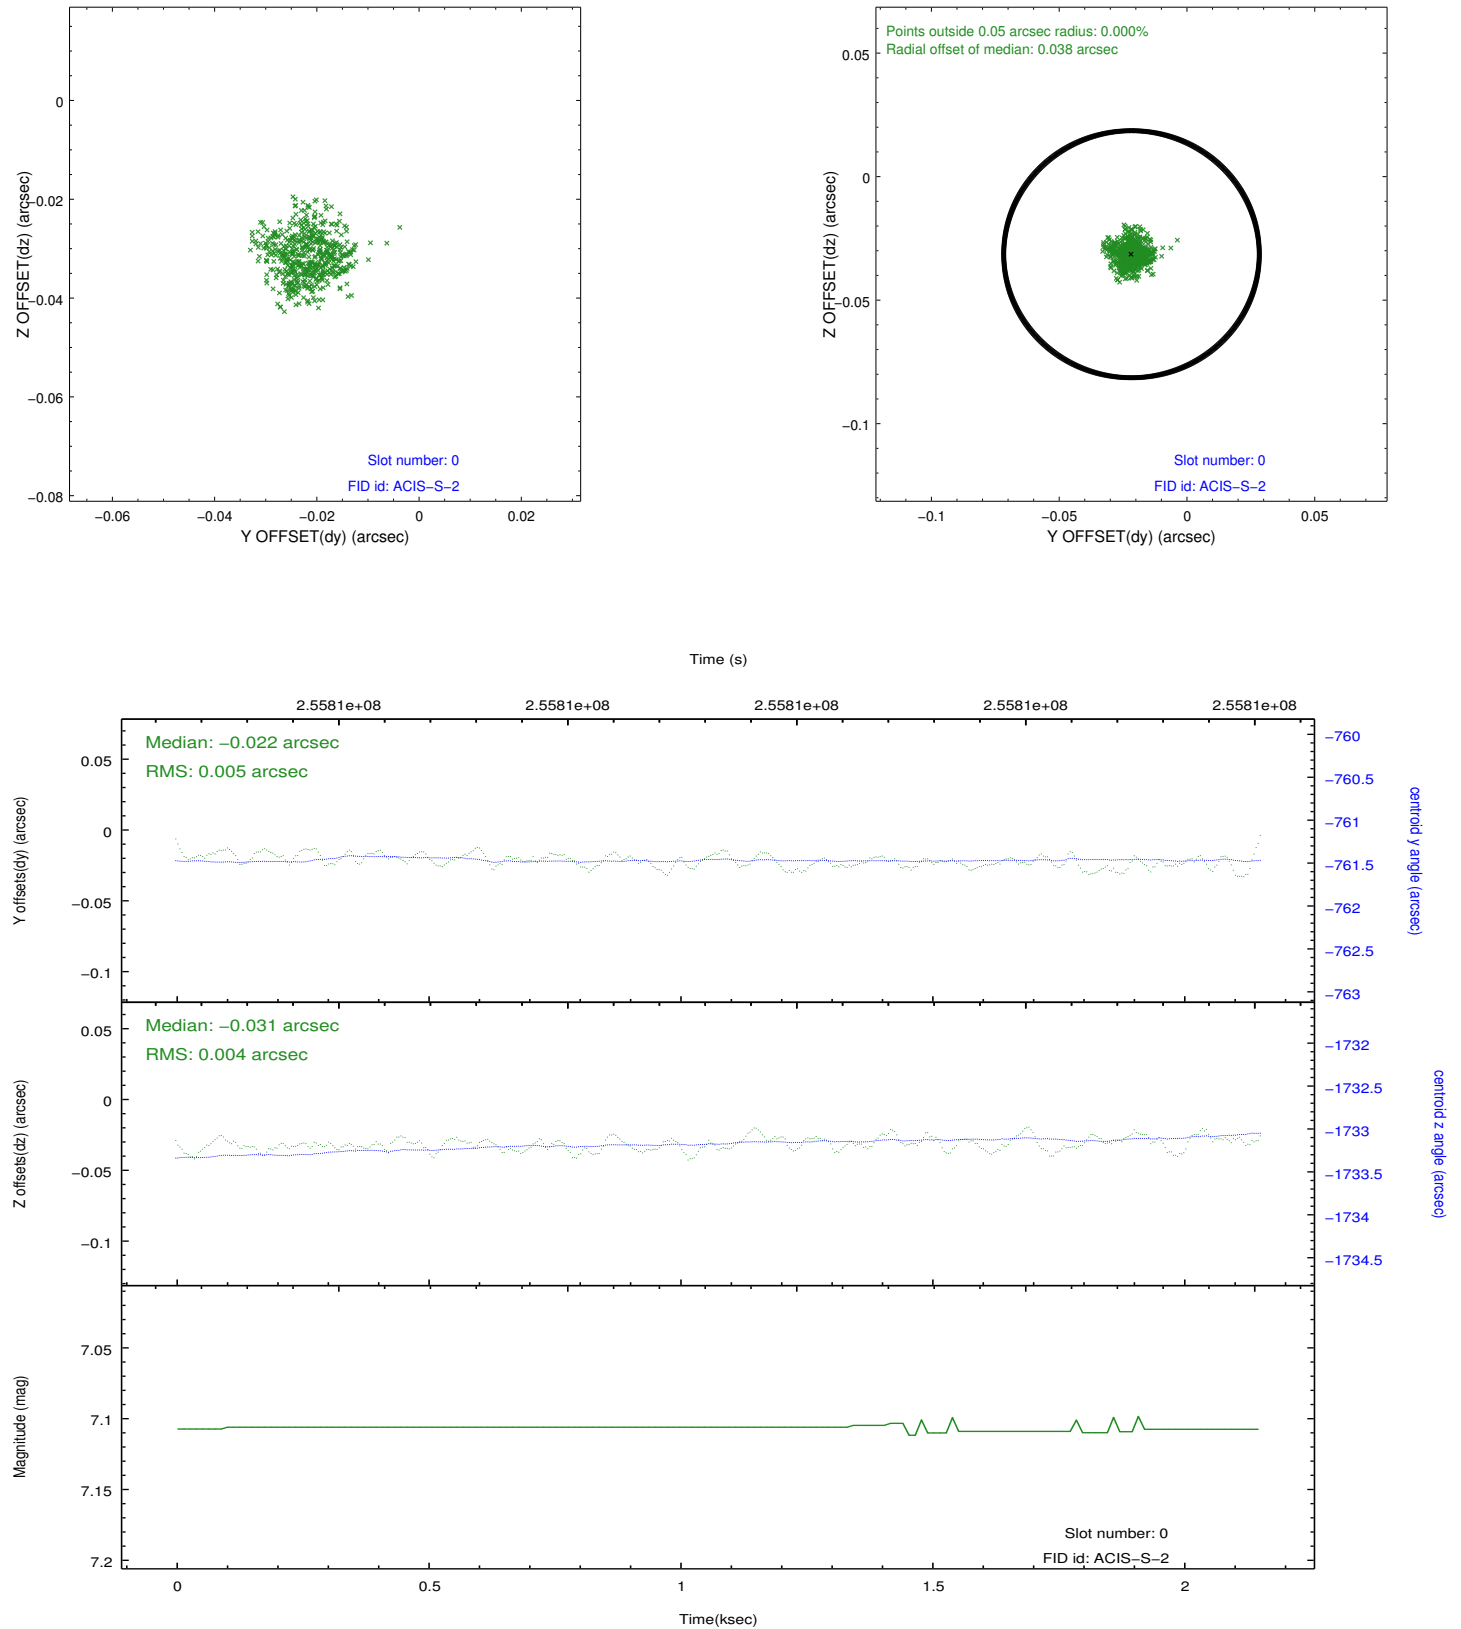 0
−0.02
−0.04
−0.06
−0.08
Z OFFSET(dz) (arcsec)
Slot number: 0
FID id: ACIS−S−2
−0.06
−0.04
−0.02
0
0.02
Y OFFSET(dy) (arcsec)
Points outside 0.05 arcsec radius: 0.000%
Radial offset of median: 0.038 arcsec
0.05
0
−0.05
−0.1
Z OFFSET(dz) (arcsec)
Slot number: 0
FID id: ACIS−S−2
−0.1
−0.05
0
0.05
Y OFFSET(dy) (arcsec)
Time (s)
2.5581e+08
2.5581e+08
2.5581e+08
2.5581e+08
2.5581e+08
Median: −0.022 arcsec
RMS: 0.005 arcsec
0.05
0
−0.05
−0.1
Y offsets(dy) (arcsec)
−760
−760.5
−761
−761.5
−762
−762.5
−763
centroid y angle (arcsec)
Median: −0.031 arcsec
RMS: 0.004 arcsec
0.05
0
−0.05
−0.1
Z offsets(dz) (arcsec)
−1732
−1732.5
−1733
−1733.5
−1734
−1734.5
centroid z angle (arcsec)
7.05
7.1
7.15
7.2
Magnitude (mag)
Slot number: 0
FID id: ACIS−S−2
0
0.5
1
1.5
2
Time(ksec)